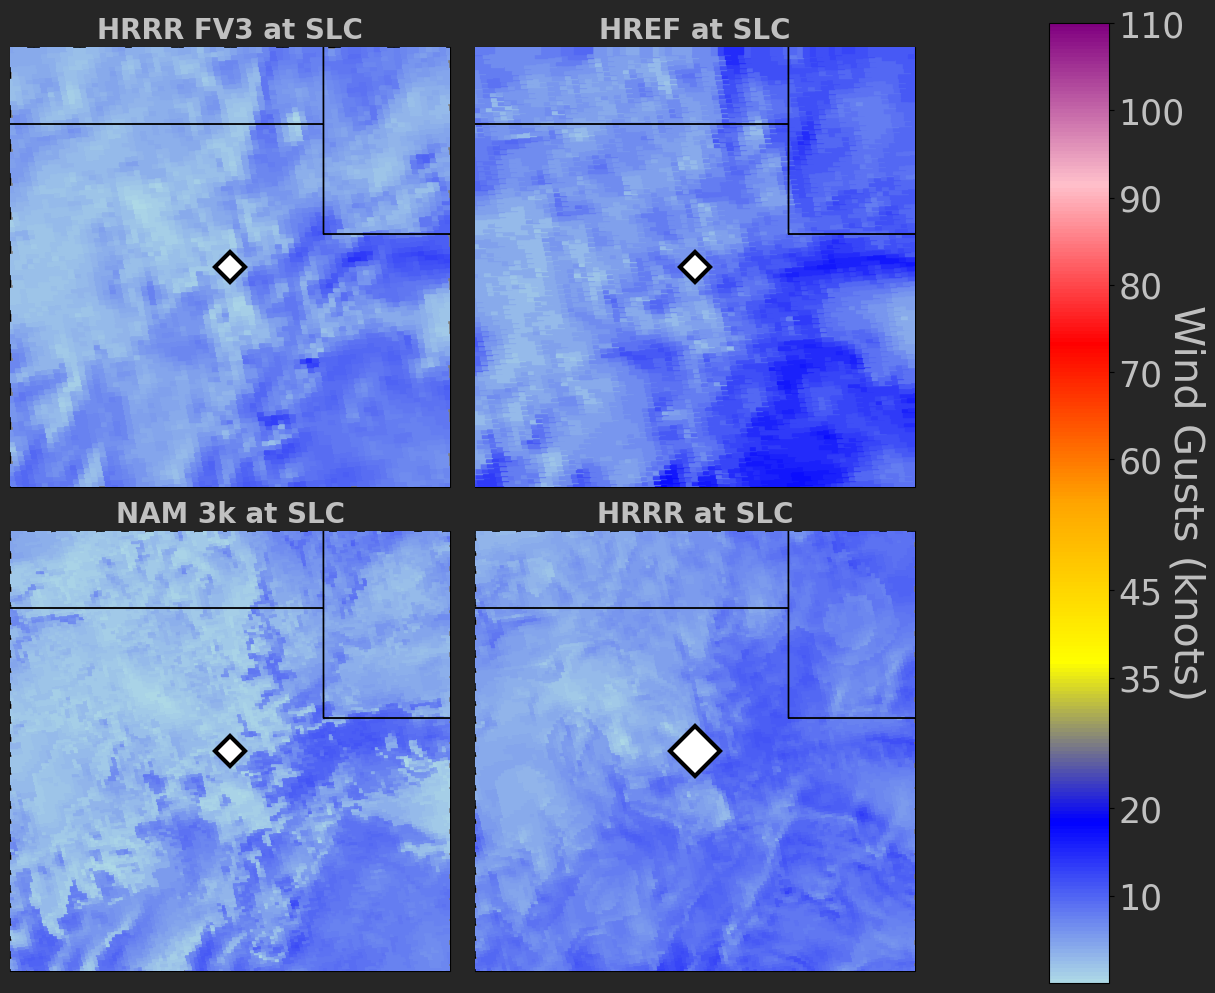 HRRR FV3 at SLC
HREF at SLC
NAM 3k at SLC
HRRR at SLC
110
100
90
80
70
60
45
35
20
10
Wind Gusts (knots)